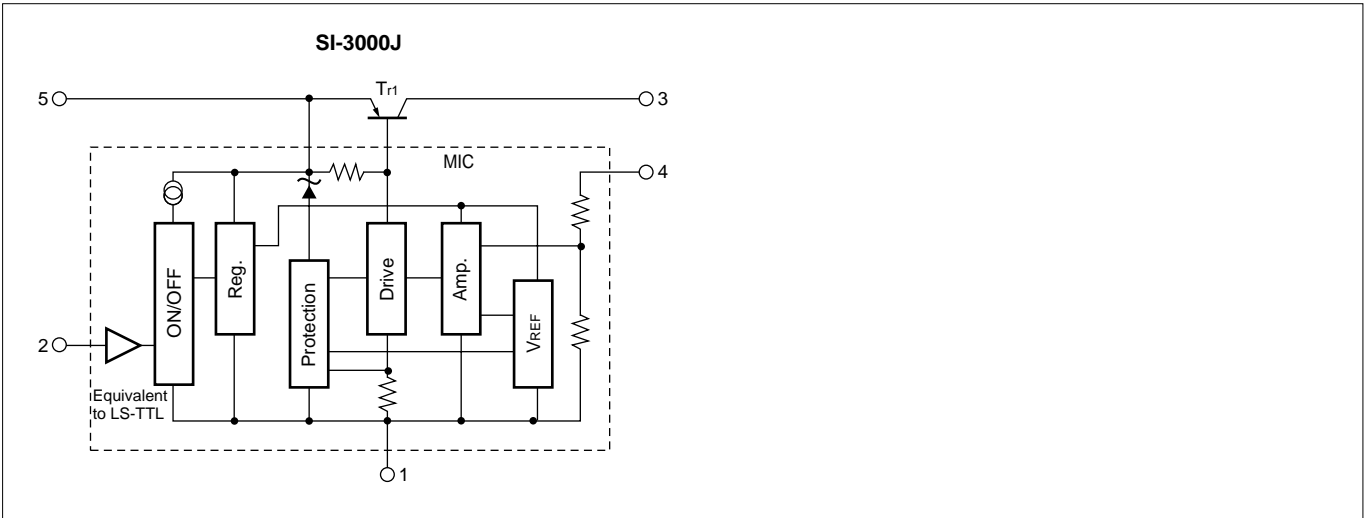 SI-3000J
Tr1
5
3
MIC
4
ON/OFF
Reg.
Protection
Drive
Amp.
VREF
2
Equivalent
to LS-TTL
1